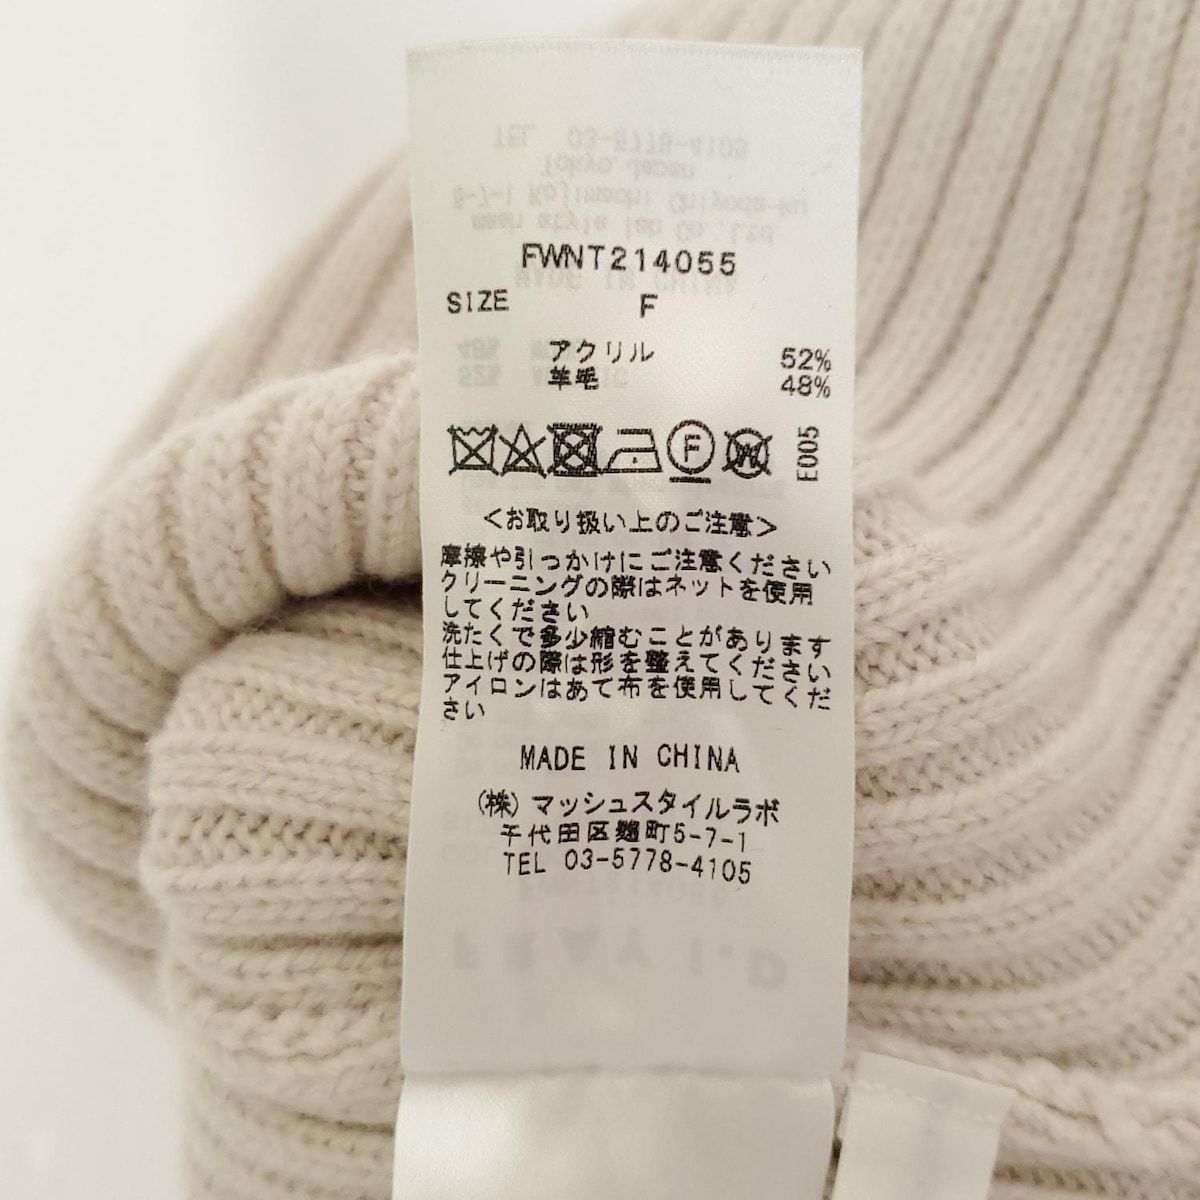 FWNT214055
SIZE F
アクリル 52%
羊毛 48%
F W E005
<お取り扱い上のご注意>
摩擦や引っかけにご注意ください
クリーニングの際はネットを使用
してください
洗たくで多少縮むことがあります
仕上げの際は形を整えてください
アイロンはあて布を使用してくだ
さい
MADE IN CHINA
(株)マッシュスタイルラボ
千代田区麹町5-7-1
TEL 03-5778-4105